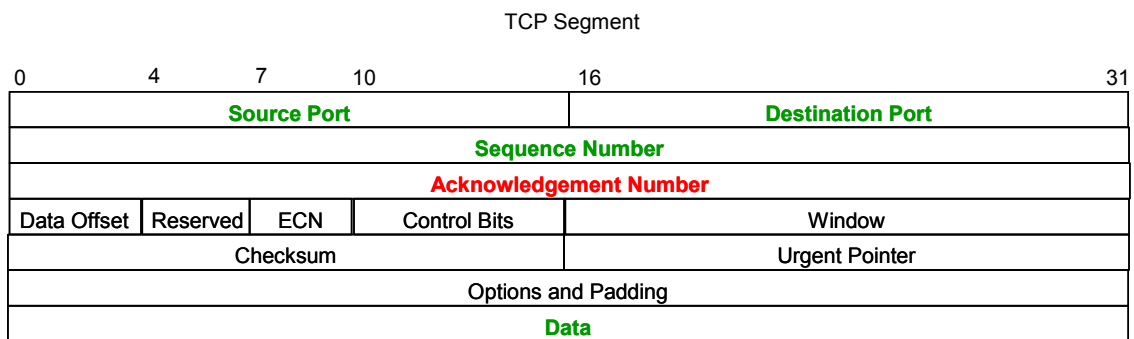 TCP Segment
0 4 7 10 16 31
Source Port Destination Port
Sequence Number
Acknowledgement Number
Data Offset Reserved ECN Control Bits Window
Checksum Urgent Pointer
Options and Padding
Data